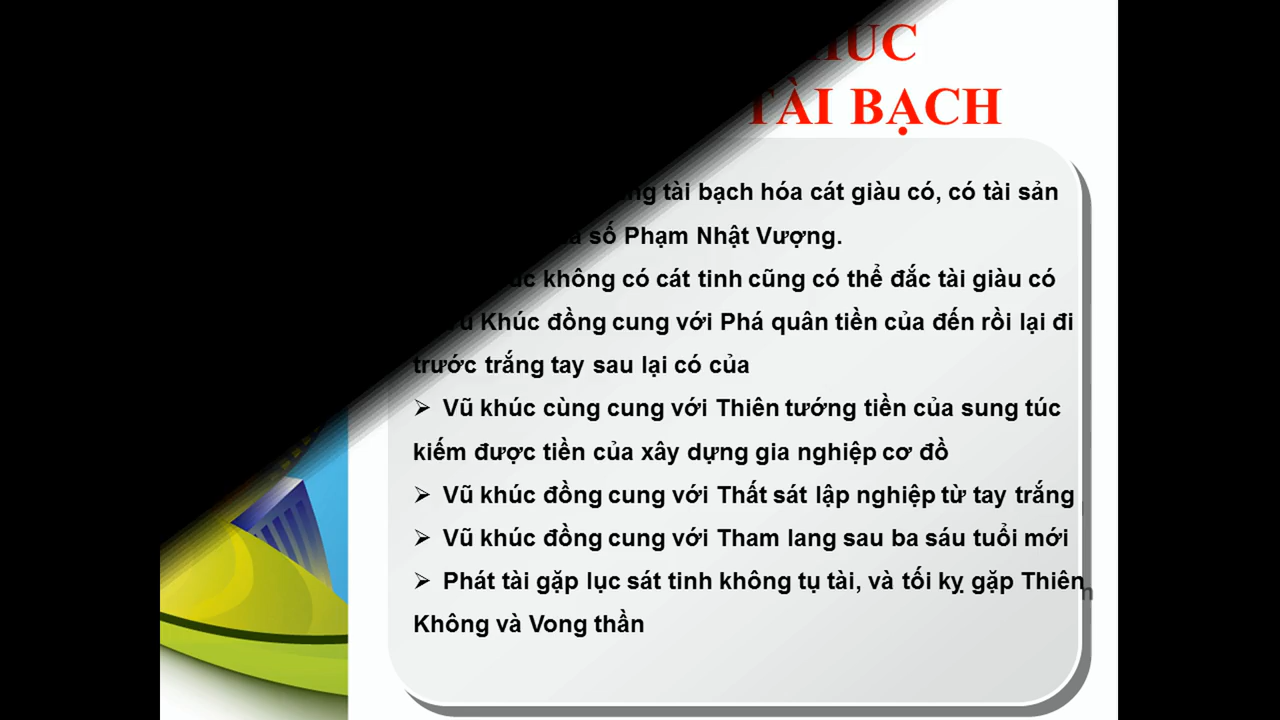 TÀI BẠCH
tài bạch hóa cát giàu có, có tài sản
số Phạm Nhật Vượng.
không có cát tinh cũng có thể đắc tài giàu có
Vũ Khúc đồng cung với Phá quân tiền của đến rồi lại đi
trước trắng tay sau lại có của
➢ Vũ khúc cùng cung với Thiên tướng tiền của sung túc
kiếm được tiền của xây dựng gia nghiệp cơ đồ
➢ Vũ khúc đồng cung với Thất sát lập nghiệp từ tay trắng
➢ Vũ khúc đồng cung với Tham lang sau ba sáu tuổi mới
➢ Phát tài gặp lục sát tinh không tụ tài, và tối kỵ gặp Thiên
Không và Vong thần